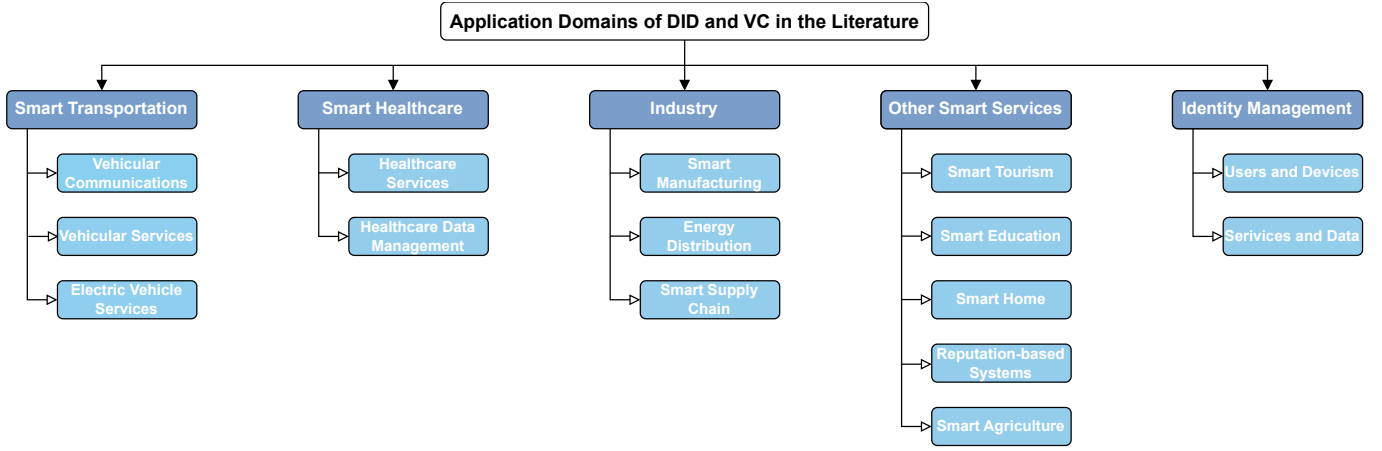 Application Domains of DID and VC in the Literature
Smart Transportation
Vehicular
Communications
Vehicular Services
Electric Vehicle
Services
Smart Healthcare
Healthcare
Services
Healthcare Data
Management
Industry
Smart
Manufacturing
Energy
Distribution
Smart Supply
Chain
Other Smart Services
Smart Tourism
Smart Education
Smart Home
Reputation-based
Systems
Smart Agriculture
Identity Management
Users and Devices
Serivices and Data